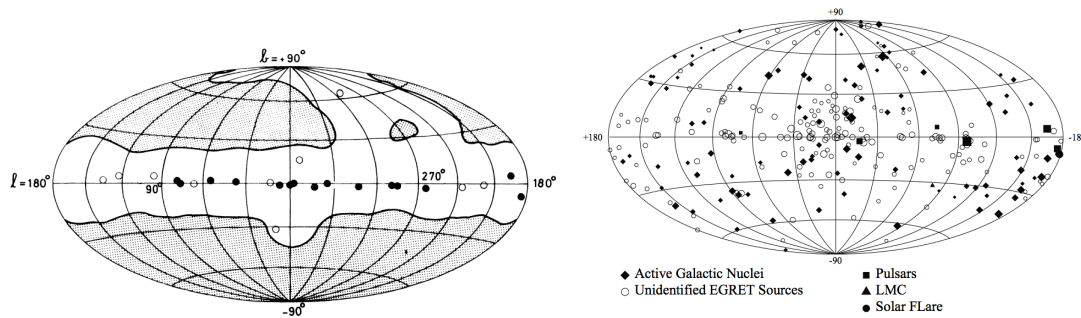 b = +90°
l = 180°
90°
270°
180°
-90°
+90
+180
-18
-90
Active Galactic Nuclei
Unidentified EGRET Sources
Pulsars
LMC
Solar FLare